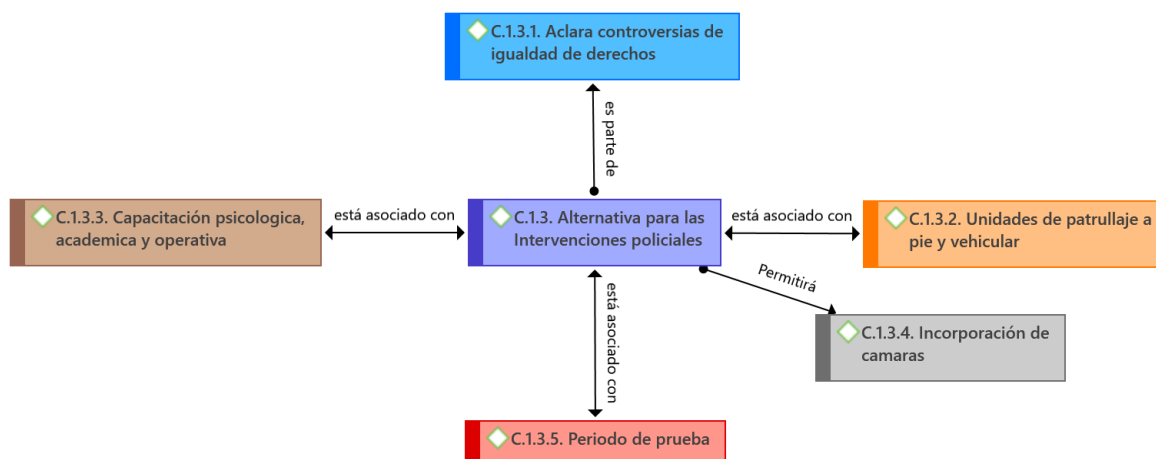 C.1.3.1. Aclara controversias de
igualdad de derechos
es parte de
C.1.3.3. Capacitación psicologica,
academica y operativa
está asociado con
C.1.3. Alternativa para las
Intervenciones policiales
está asociado con
C.1.3.2. Unidades de patrullaje a
pie y vehicular
Permitirá
está asociado con
C.1.3.4. Incorporación de
camaras
C.1.3.5. Periodo de prueba